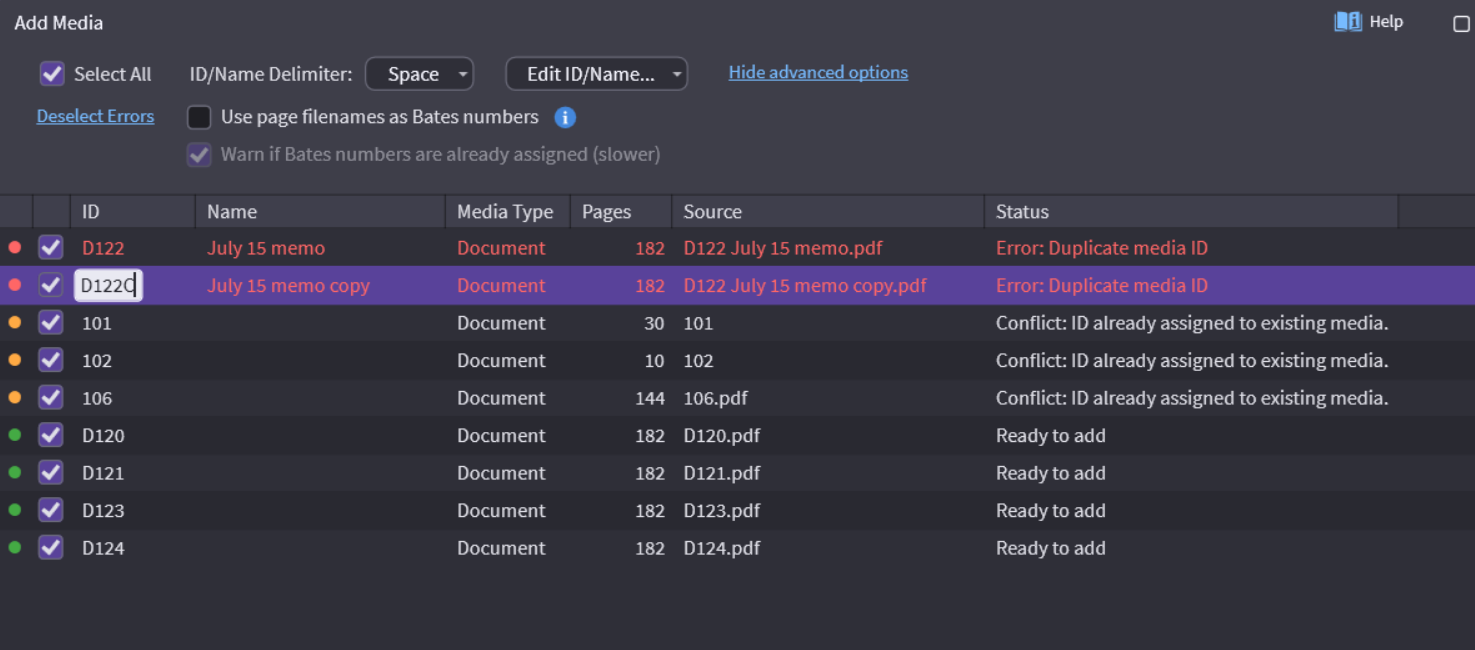 Add Media Help
Select All ID/Name Delimiter: Space Edit ID/Name... Hide advanced options
Deselect Errors Use page filenames as Bates numbers
Warn if Bates numbers are already assigned (slower)
ID Name Media Type Pages Source Status
D122 July 15 memo Document 182 D122 July 15 memo.pdf Error: Duplicate media ID
D122C July 15 memo copy Document 182 D122 July 15 memo copy.pdf Error: Duplicate media ID
101 Document 30 101 Conflict: ID already assigned to existing media.
102 Document 10 102 Conflict: ID already assigned to existing media.
106 Document 144 106.pdf Conflict: ID already assigned to existing media.
D120 Document 182 D120.pdf Ready to add
D121 Document 182 D121.pdf Ready to add
D123 Document 182 D123.pdf Ready to add
D124 Document 182 D124.pdf Ready to add